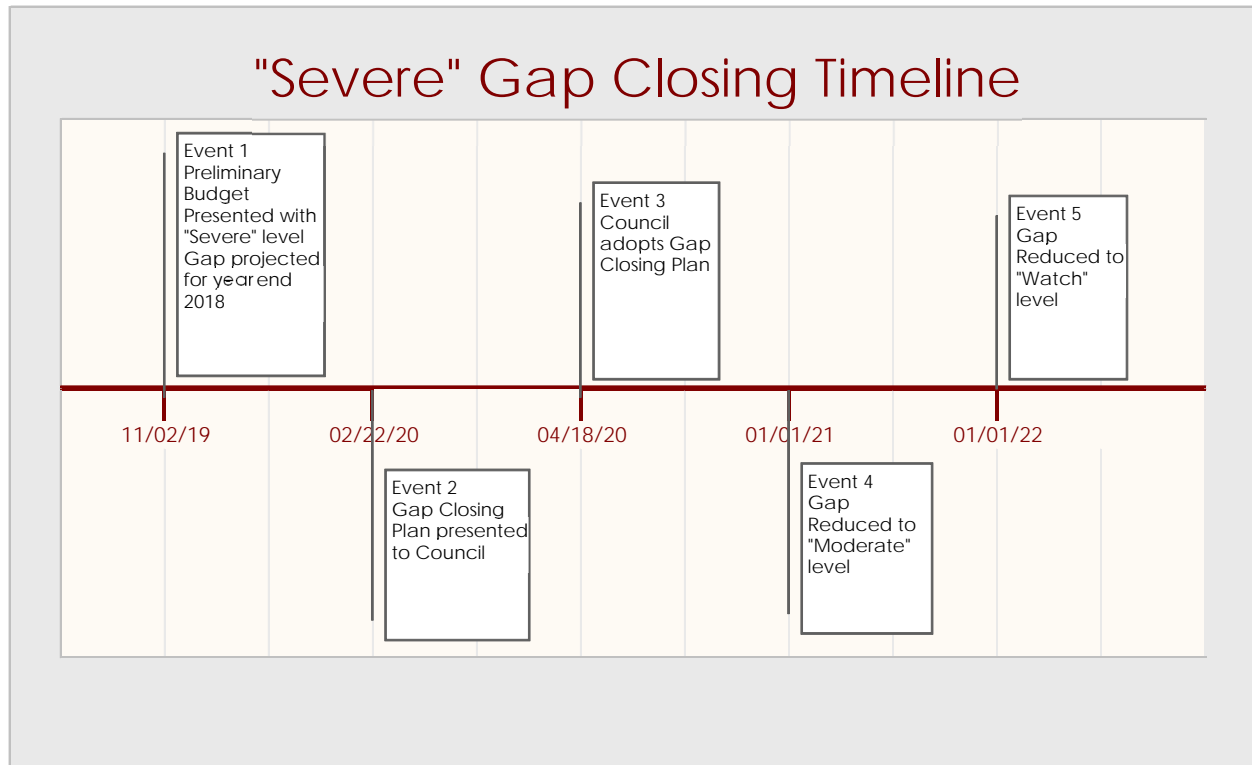 "Severe" Gap Closing Timeline
Event 1
Preliminary
Budget
Presented with
"Severe" level
Gap projected
for year end
2018
Event 3
Council
adopts Gap
Closing Plan
Event 5
Gap
Reduced to
"Watch"
level
11/02/19
02/22/20
04/18/20
01/01/21
01/01/22
Event 2
Gap Closing
Plan presented
to Council
Event 4
Gap
Reduced to
"Moderate"
level